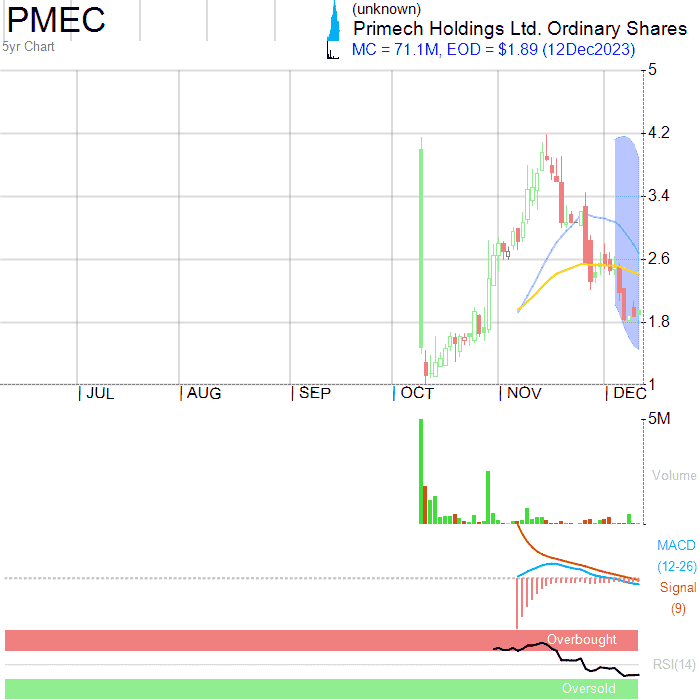 PMEC
5yr Chart
(unknown)
Primech Holdings Ltd. Ordinary Shares
MC = 71.1M, EOD = $1.89 (12Dec2023)
5
4.2
3.4
2.6
1.8
1
JUL AUG SEP OCT NOV DEC
5M
Volume
MACD
(12-26)
Signal
(9)
Overbought
RSI(14)
Oversold